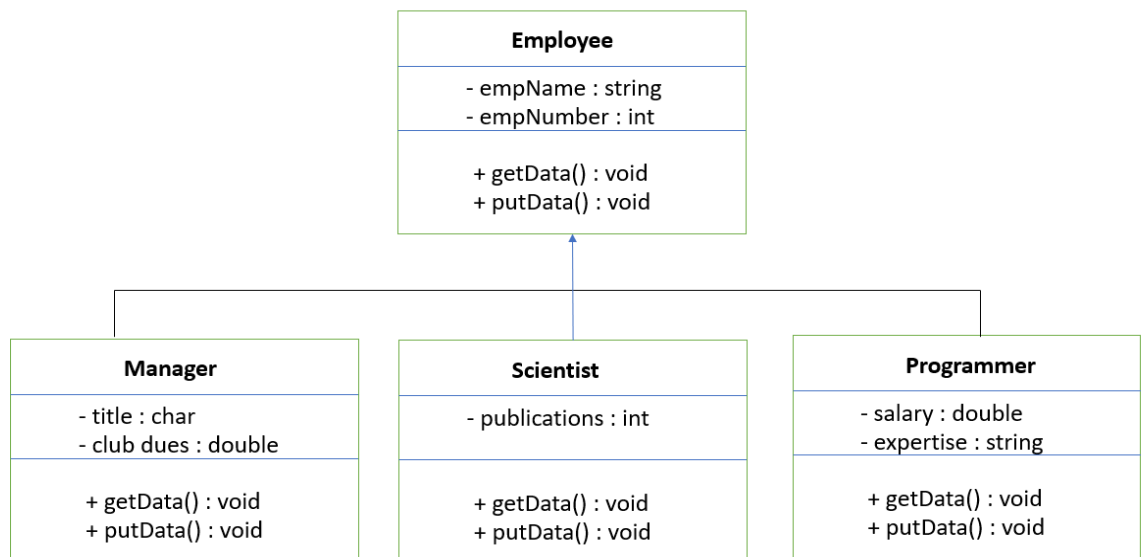 Employee
- empName : string
- empNumber : int
+ getData() : void
+ putData() : void
Manager
- title : char
- club dues : double
+ getData() : void
+ putData() : void
Scientist
- publications : int
+ getData() : void
+ putData() : void
Programmer
- salary : double
- expertise : string
+ getData() : void
+ putData() : void